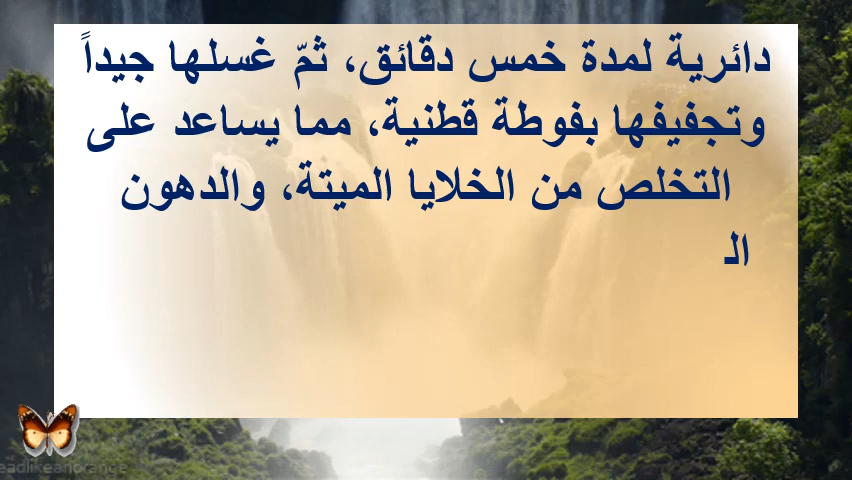 دائرية لمدة خمس دقائق، ثمّ غسلها جيداً
وتجفيفها بفوطة قطنية، مما يساعد على
التخلص من الخلايا الميتة، والدهون
الـ
eadlikeanorange